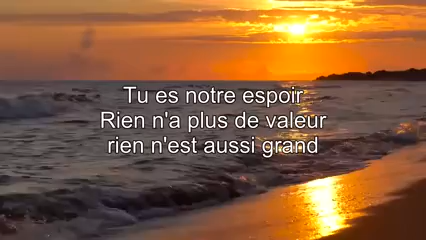 Tu es notre espoir
Rien n'a plus de valeur
rien n'est aussi grand